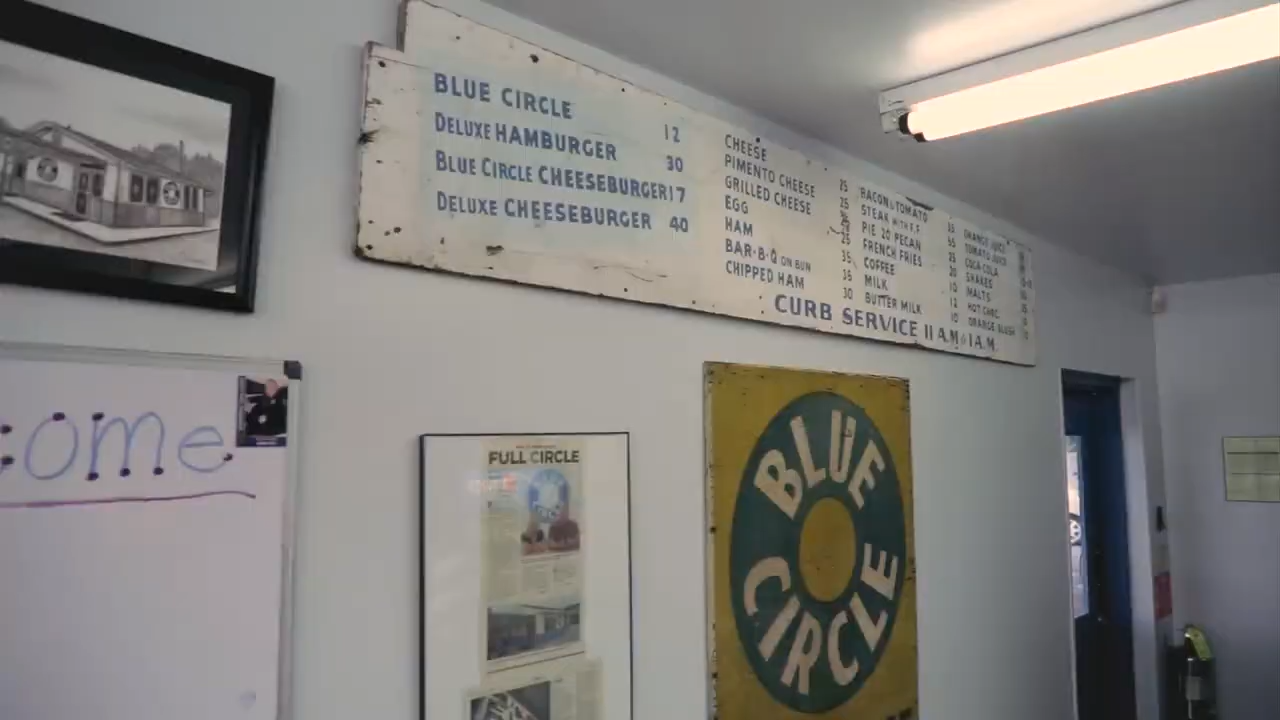 BLUE CIRCLE 12
DELUXE HAMBURGER 30
BLUE CIRCLE CHEESEBURGER 17
DELUXE CHEESEBURGER 40
CHEESE 25
PIMENTO CHEESE 25
GRILLED CHEESE
EGG 25
HAM 35
BAR-B-Q ON BUN 35
CHIPPED HAM 30
BACON & TOMATO
STEAK WITH F.F.
PIE 20 PECAN
FRENCH FRIES
COFFEE
MILK
BUTTER MILK
ORANGE JUICE
TOMATO JUICE
COCA-COLA
SHAKES
MALTS
HOT CHOC.
ORANGE SLUSH
CURB SERVICE 11 A.M. 1 A.M.
come
FULL CIRCLE
BLUE
CIRCLE